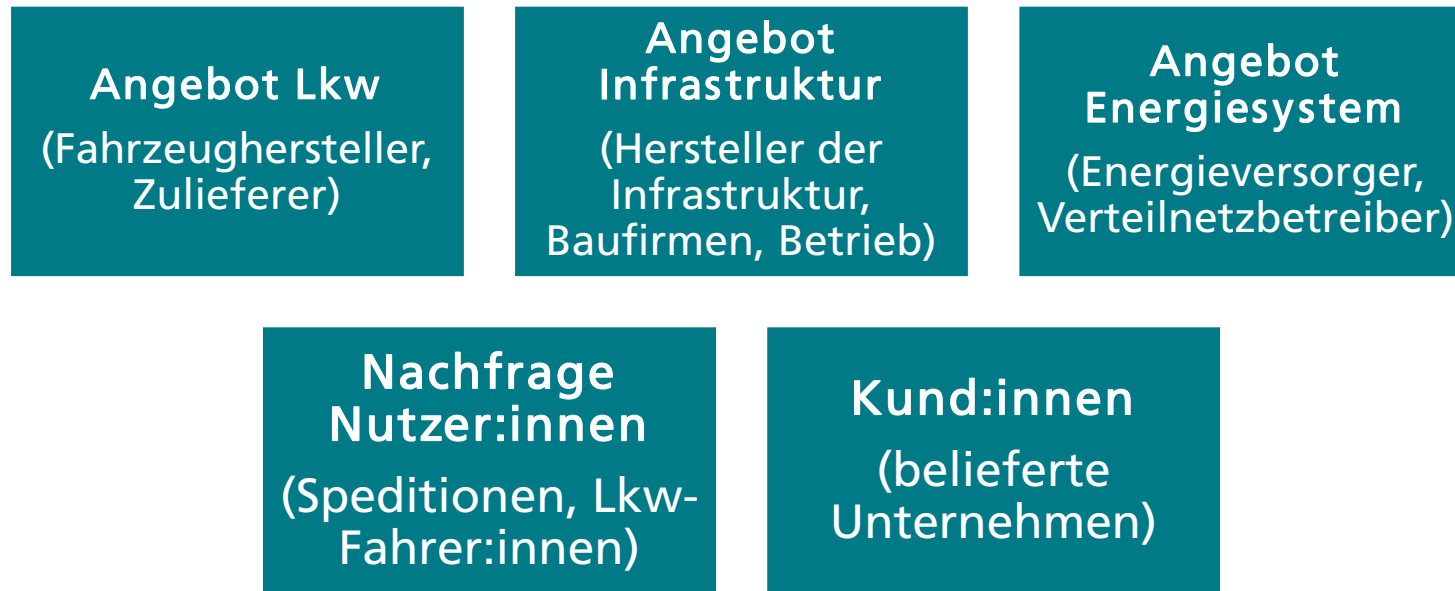 Angebot Lkw
(Fahrzeughersteller,
Zulieferer)
Angebot
Infrastruktur
(Hersteller der
Infrastruktur,
Baufirmen, Betrieb)
Angebot
Energiesystem
(Energieversorger,
Verteilnetzbetreiber)
Nachfrage
Nutzer:innen
(Speditionen, Lkw-
Fahrer:innen)
Kund:innen
(belieferte
Unternehmen)